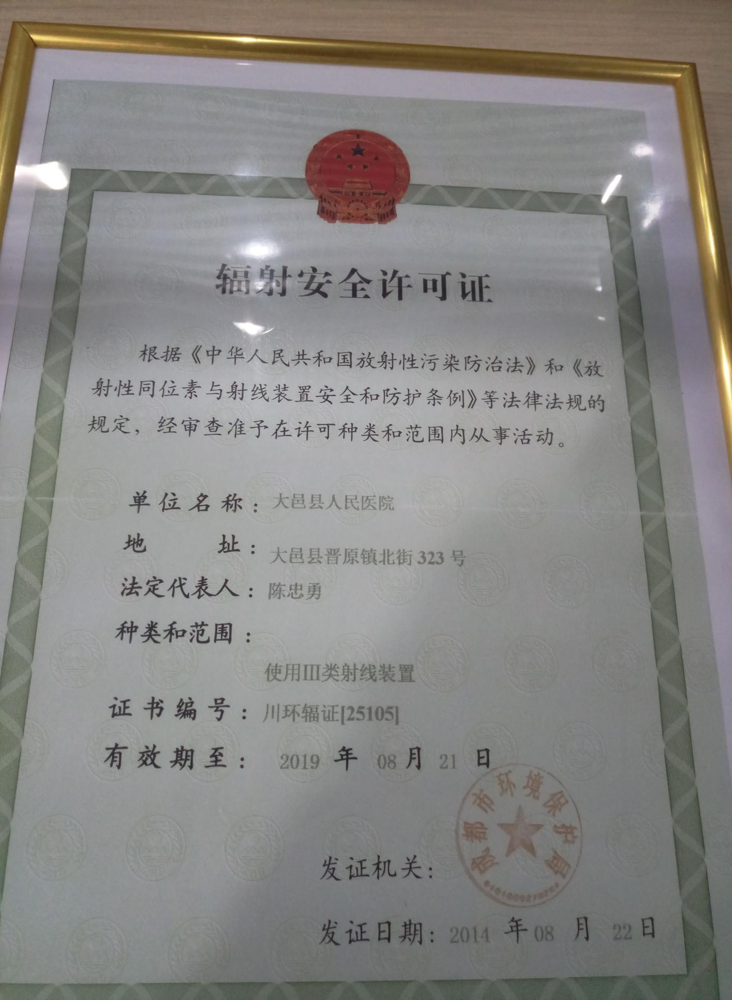 辐射安全许可证
根据《中华人民共和国放射性污染防治法》和《放
射性同位素与射线装置安全和防护条例》等法律法规的
规定，经审查准予在许可种类和范围内从事活动。
单位名称：大邑县人民医院
地址：大邑县晋原镇北街 323 号
法定代表人：陈忠勇
种类和范围：
使用III类射线装置
证书编号：川环辐证[25105]
有效期至：2019 年 08 月 21 日
成都市环境保护局
发证机关：
发证日期：2014 年 08 月 22 日